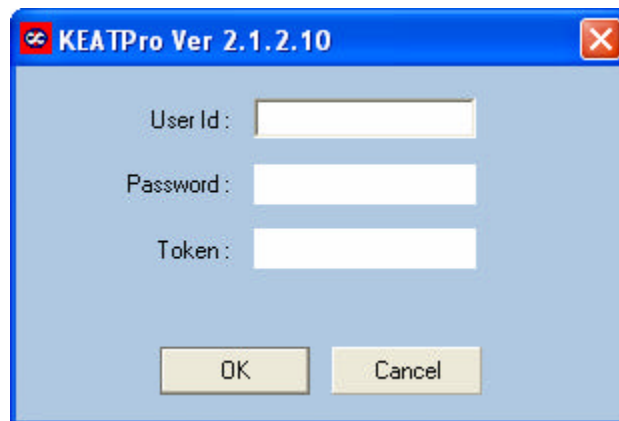 KEATPro Ver 2.1.2.10
User Id :
Password :
Token :
OK Cancel